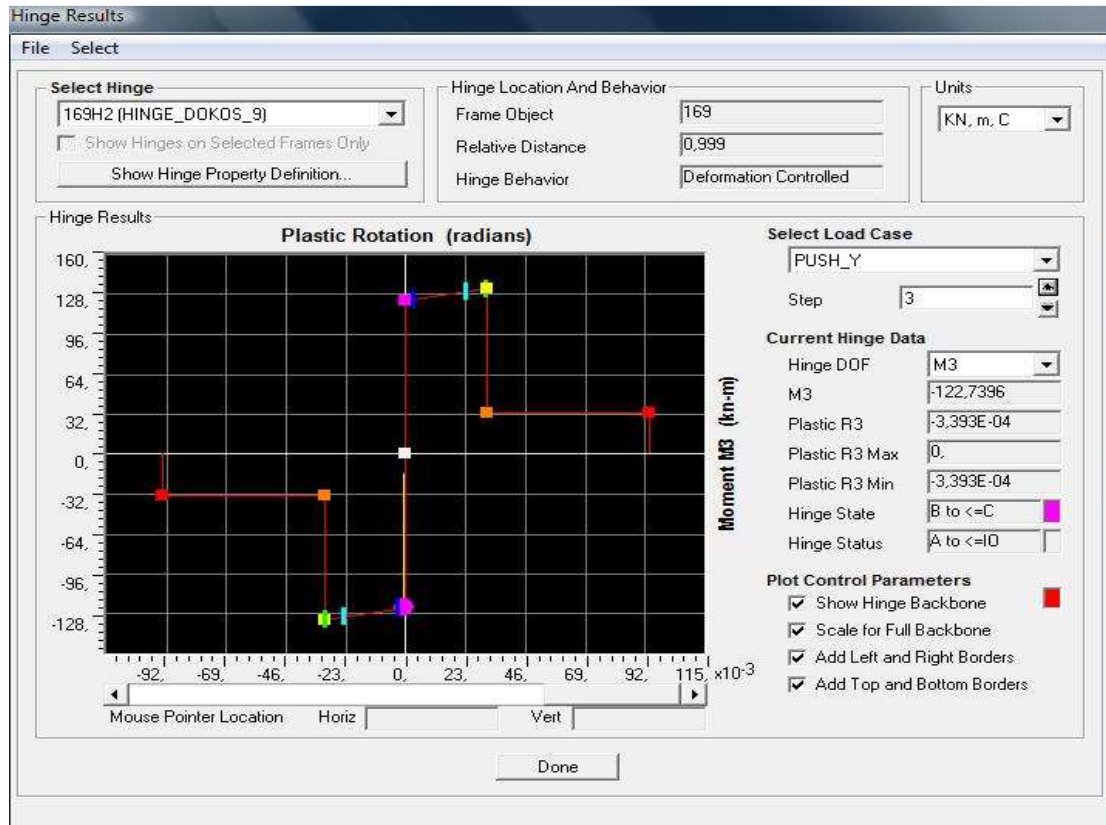 Hinge Results
File Select
Select Hinge
169H2 (HINGE_DOKOS_9)
Show Hinges on Selected Frames Only
Show Hinge Property Definition...
Hinge Location And Behavior
Frame Object 169
Relative Distance 0,999
Hinge Behavior Deformation Controlled
Units
KN, m, C
Hinge Results
Plastic Rotation (radians)
160,
128,
96,
64,
32,
0,
-32,
-64,
-96,
-128,
-92, -69, -46, -23, 0, 23, 46, 69, 92, 115, x10-3
Moment M3 (kn-m)
Mouse Pointer Location Horiz Vert
Select Load Case
PUSH_Y
Step 3
Current Hinge Data
Hinge DOF M3
M3 -122,7396
Plastic R3 -3,393E-04
Plastic R3 Max 0,
Plastic R3 Min -3,393E-04
Hinge State B to <=C
Hinge Status A to <=IO
Plot Control Parameters
Show Hinge Backbone
Scale for Full Backbone
Add Left and Right Borders
Add Top and Bottom Borders
Done